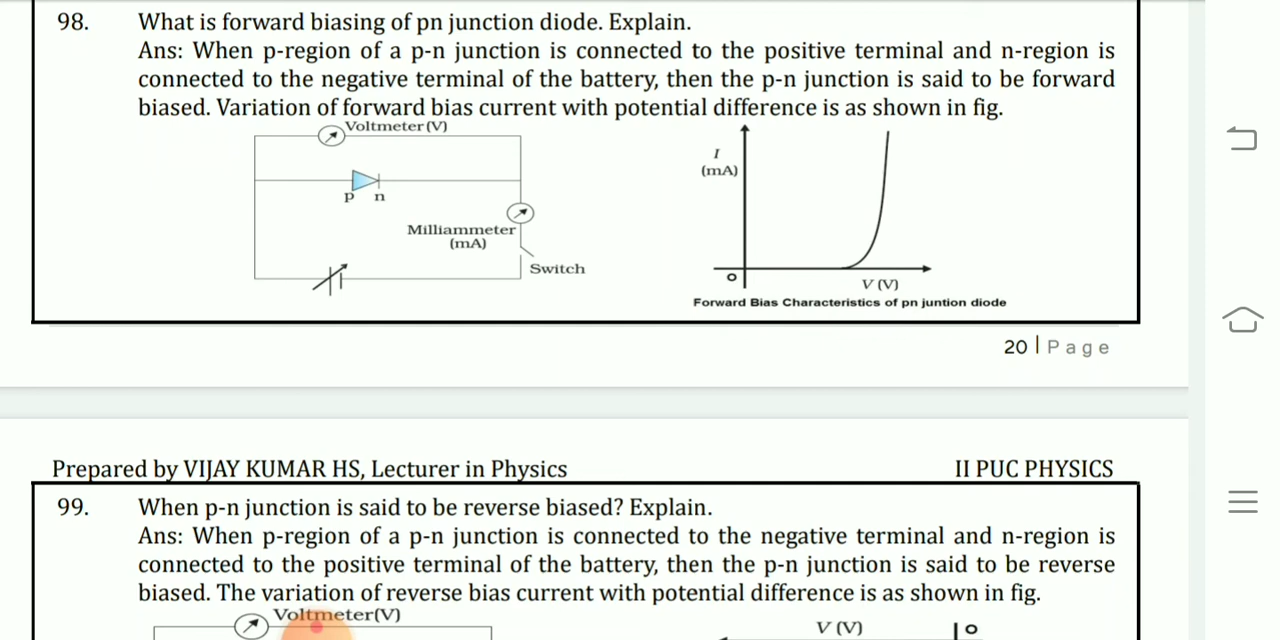 98. What is forward biasing of pn junction diode. Explain.
Ans: When p-region of a p-n junction is connected to the positive terminal and n-region is
connected to the negative terminal of the battery, then the p-n junction is said to be forward
biased. Variation of forward bias current with potential difference is as shown in fig.
Voltmeter(V)
p n
Milliammeter
(mA)
Switch
I
(mA)
O
V (V)
Forward Bias Characteristics of pn juntion diode
20 | Page
Prepared by VIJAY KUMAR HS, Lecturer in Physics II PUC PHYSICS
99. When p-n junction is said to be reverse biased? Explain.
Ans: When p-region of a p-n junction is connected to the negative terminal and n-region is
connected to the positive terminal of the battery, then the p-n junction is said to be reverse
biased. The variation of reverse bias current with potential difference is as shown in fig.
Voltmeter(V)
V (V) O